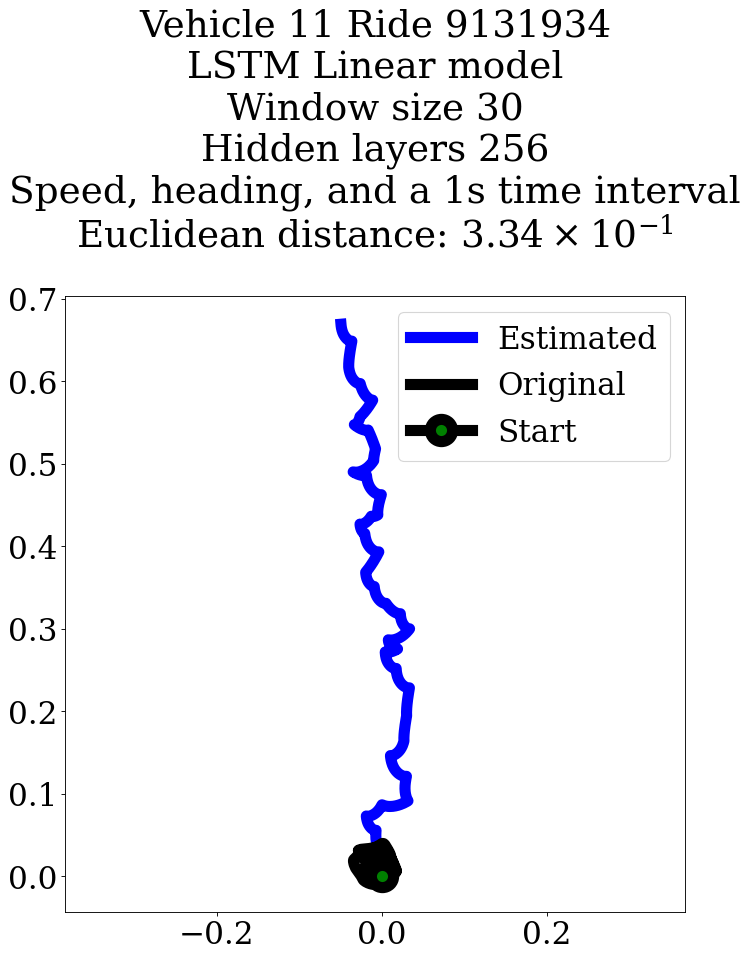 Vehicle 11 Ride 9131934
LSTM Linear model
Window size 30
Hidden layers 256
Speed, heading, and a 1s time interval
Euclidean distance: 3.34 × 10⁻¹
Estimated
Original
Start
0.7
0.6
0.5
0.4
0.3
0.2
0.1
0.0
−0.2 0.0 0.2